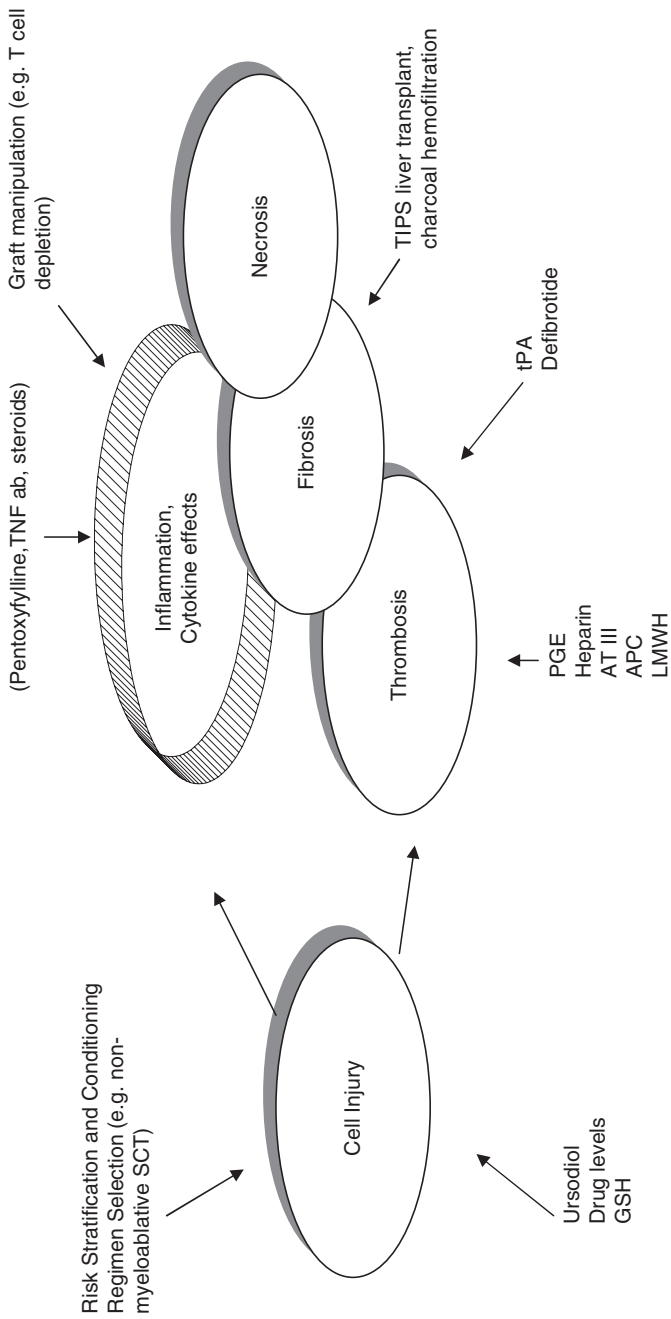 Risk Stratification and Conditioning
Regimen Selection (e.g. non-
myeloablative SCT)
Cell Injury
Ursodiol
Drug levels
GSH
(Pentoxyfylline,TNF ab, steroids)
Graft manipulation (e.g. T cell
depletion)
Inflammation,
Cytokine effects
Thrombosis
Fibrosis
Necrosis
PGE
Heparin
AT III
APC
LMWH
tPA
Defibrotide
TIPS liver transplant,
charcoal hemofiltration